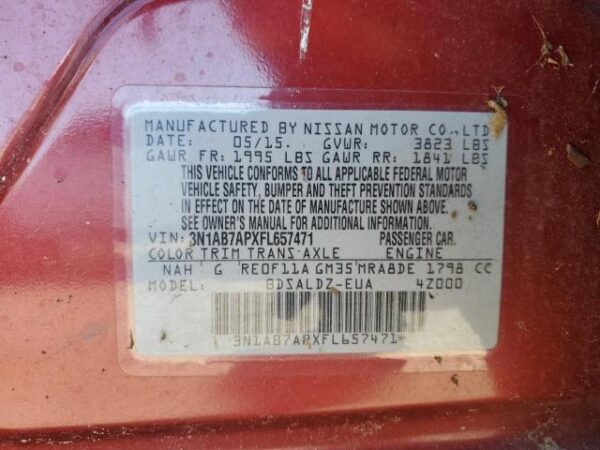 MANUFACTURED BY NISSAN MOTOR CO.,LTD
DATE: 05/15. GVWR: 3823 LBS
GAWR FR: 1995 LBS GAWR RR: 1841 LBS
THIS VEHICLE CONFORMS TO ALL APPLICABLE FEDERAL MOTOR
VEHICLE SAFETY, BUMPER AND THEFT PREVENTION STANDARDS
IN EFFECT ON THE DATE OF MANUFACTURE SHOWN ABOVE.
SEE OWNER'S MANUAL FOR ADDITIONAL INFORMATION.
VIN: 3N1AB7APXFL657471 PASSENGER CAR.
COLOR TRIM TRANS-AXLE ENGINE
NAH G RE0F11A GM35 MRA8DE 1798 CC
MODEL: BDSALDZ-EUA 4Z000
3N1AB7APXFL657471